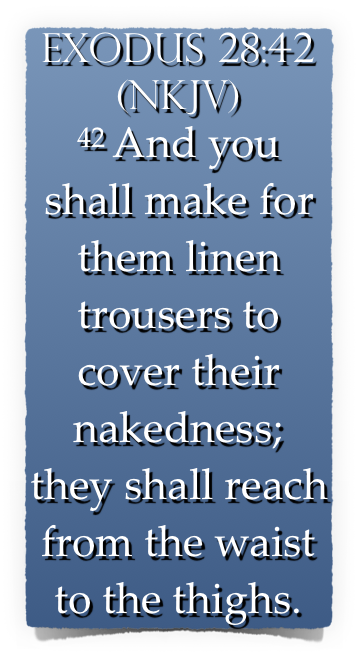 EXODUS 28:42
(NKJV)
42 And you
shall make for
them linen
trousers to
cover their
nakedness;
they shall reach
from the waist
to the thighs.